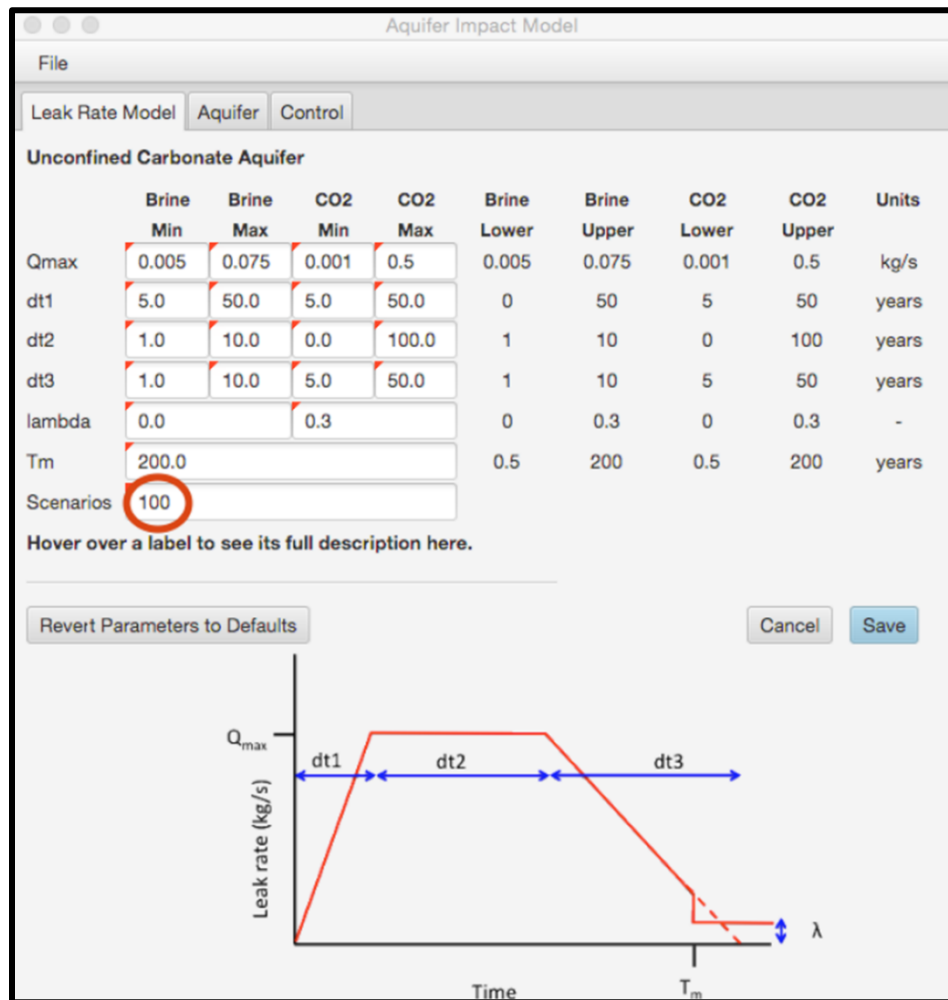 Aquifer Impact Model
File
Leak Rate Model Aquifer Control
Unconfined Carbonate Aquifer
Brine Brine CO2 CO2 Brine Brine CO2 CO2 Units
Min Max Min Max Lower Upper Lower Upper
Qmax 0.005 0.075 0.001 0.5 0.005 0.075 0.001 0.5 kg/s
dt1 5.0 50.0 5.0 50.0 0 50 5 50 years
dt2 1.0 10.0 0.0 100.0 1 10 0 100 years
dt3 1.0 10.0 5.0 50.0 1 10 5 50 years
lambda 0.0 0.3 0 0.3 0 0.3 -
Tm 200.0 0.5 200 0.5 200 years
Scenarios 100
Hover over a label to see its full description here.
Revert Parameters to Defaults Cancel Save
Qmax
dt1 dt2 dt3
Leak rate (kg/s)
λ
Time Tm